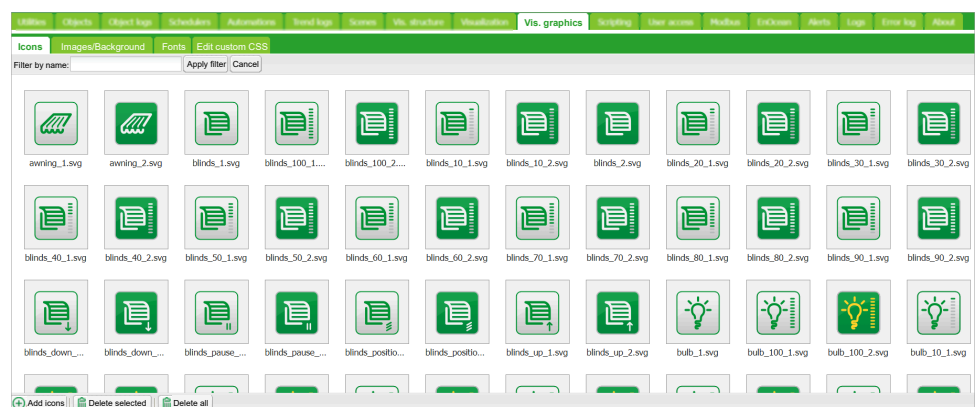 Utilities Objects Object logs Schedulers Automations Trend logs Scenes Vis. structure Visualization Vis. graphics Scripting User access Modbus EnOcean Alerts Logs Error log About
Icons Images/Background Fonts Edit custom CSS
Filter by name: Apply filter Cancel
awning_1.svg awning_2.svg blinds_1.svg blinds_100_1.... blinds_100_2.... blinds_10_1.svg blinds_10_2.svg blinds_2.svg blinds_20_1.svg blinds_20_2.svg blinds_30_1.svg blinds_30_2.svg
blinds_40_1.svg blinds_40_2.svg blinds_50_1.svg blinds_50_2.svg blinds_60_1.svg blinds_60_2.svg blinds_70_1.svg blinds_70_2.svg blinds_80_1.svg blinds_80_2.svg blinds_90_1.svg blinds_90_2.svg
blinds_down_... blinds_down_... blinds_pause_... blinds_pause_... blinds_positio... blinds_positio... blinds_up_1.svg blinds_up_2.svg bulb_1.svg bulb_100_1.svg bulb_100_2.svg bulb_10_1.svg
Add icons Delete selected Delete all